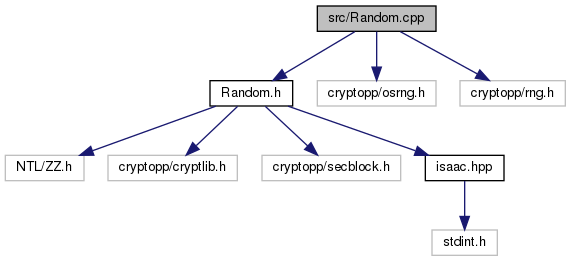 src/Random.cpp
Random.h
cryptopp/osrng.h
cryptopp/rng.h
NTL/ZZ.h
cryptopp/cryptlib.h
cryptopp/secblock.h
isaac.hpp
stdint.h